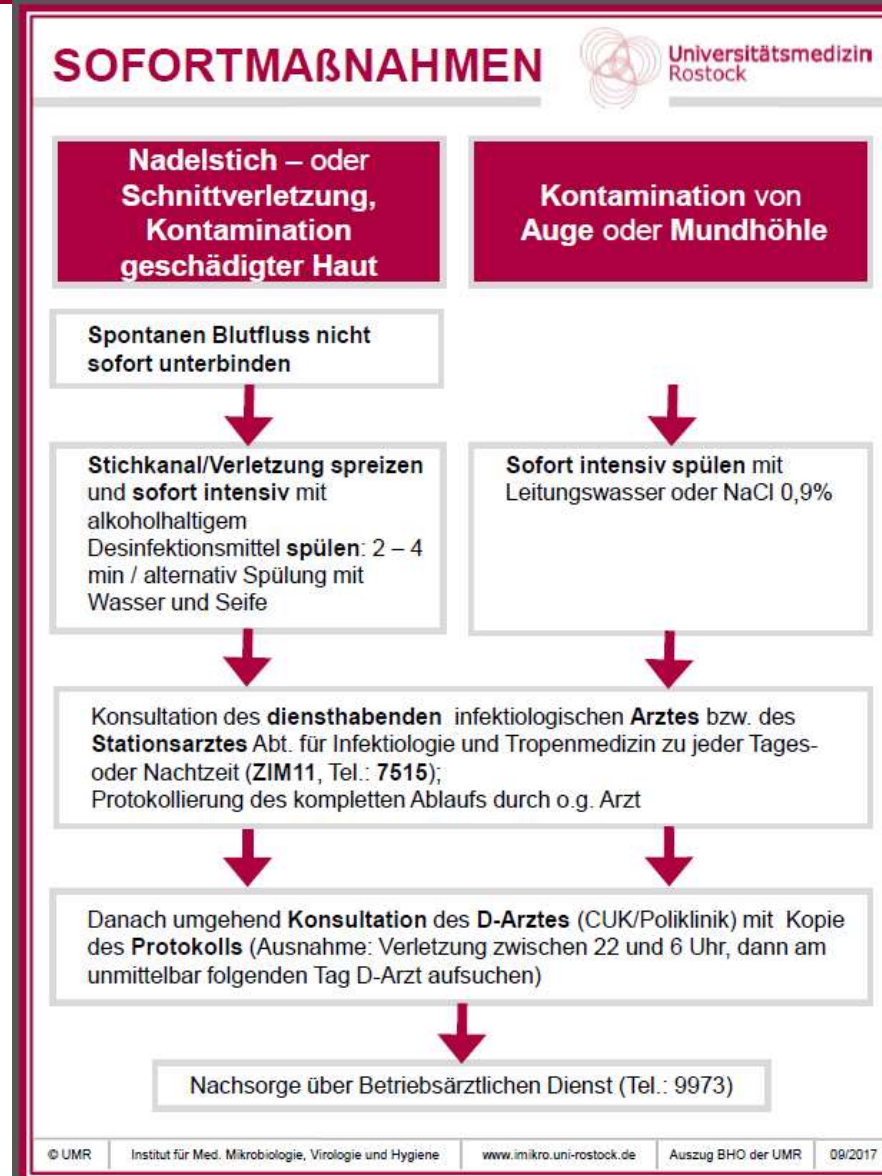 SOFORTMAßNAHMEN
Universitätsmedizin
Rostock
Nadelstich – oder
Schnittverletzung,
Kontamination
geschädigter Haut
Kontamination von
Auge oder Mundhöhle
Spontanen Blutfluss nicht
sofort unterbinden
Stichkanal/Verletzung spreizen
und sofort intensiv mit
alkoholhaltigem
Desinfektionsmittel spülen: 2 – 4
min / alternativ Spülung mit
Wasser und Seife
Sofort intensiv spülen mit
Leitungswasser oder NaCl 0,9%
Konsultation des diensthabenden infektiologischen Arztes bzw. des
Stationsarztes Abt. für Infektiologie und Tropenmedizin zu jeder Tages-
oder Nachtzeit (ZIM11, Tel.: 7515);
Protokollierung des kompletten Ablaufs durch o.g. Arzt
Danach umgehend Konsultation des D-Arztes (CUK/Poliklinik) mit Kopie
des Protokolls (Ausnahme: Verletzung zwischen 22 und 6 Uhr, dann am
unmittelbar folgenden Tag D-Arzt aufsuchen)
Nachsorge über Betriebsärztlichen Dienst (Tel.: 9973)
© UMR Institut für Med. Mikrobiologie, Virologie und Hygiene www.imikro.uni-rostock.de Auszug BHO der UMR 09/2017